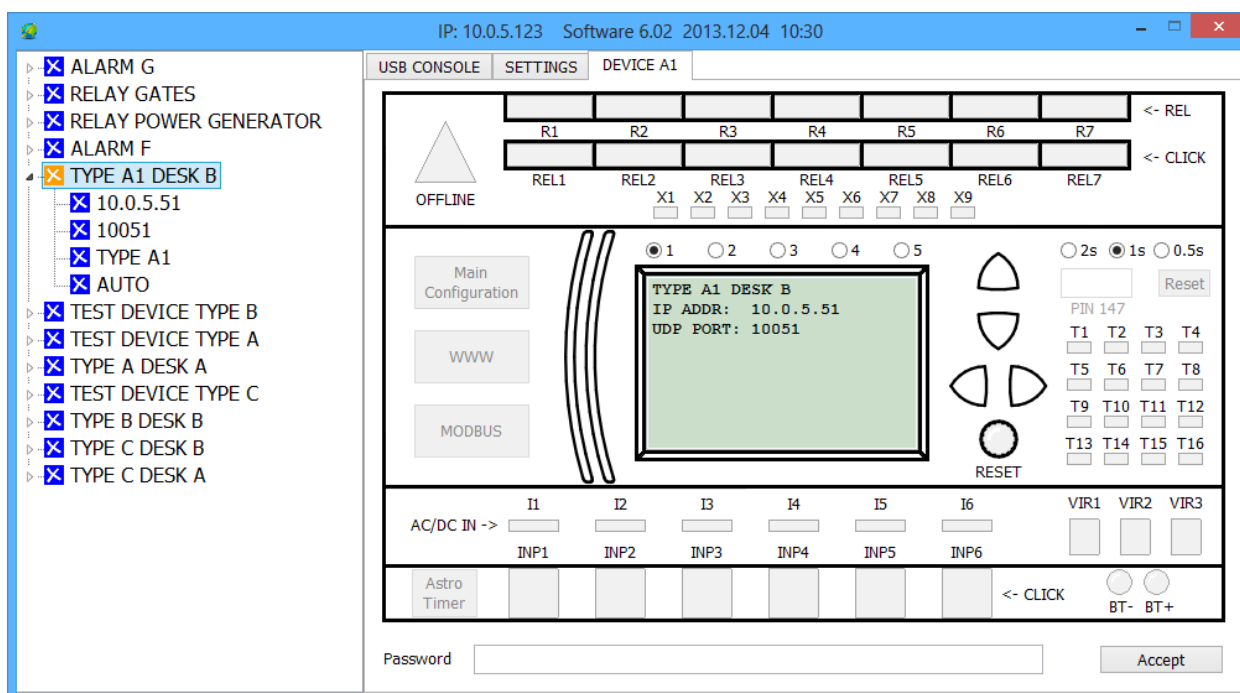 IP: 10.0.5.123 Software 6.02 2013.12.04 10:30
ALARM G
RELAY GATES
RELAY POWER GENERATOR
ALARM F
TYPE A1 DESK B
10.0.5.51
10051
TYPE A1
AUTO
TEST DEVICE TYPE B
TEST DEVICE TYPE A
TYPE A DESK A
TEST DEVICE TYPE C
TYPE B DESK B
TYPE C DESK B
TYPE C DESK A
USB CONSOLE SETTINGS DEVICE A1
<- REL
R1 R2 R3 R4 R5 R6 R7
<- CLICK
REL1 REL2 REL3 REL4 REL5 REL6 REL7
OFFLINE
X1 X2 X3 X4 X5 X6 X7 X8 X9
1 2 3 4 5
2s 1s 0.5s
Main
Configuration
WWW
MODBUS
TYPE A1 DESK B
IP ADDR: 10.0.5.51
UDP PORT: 10051
RESET
Reset
PIN 147
T1 T2 T3 T4
T5 T6 T7 T8
T9 T10 T11 T12
T13 T14 T15 T16
I1 I2 I3 I4 I5 I6
AC/DC IN ->
INP1 INP2 INP3 INP4 INP5 INP6
VIR1 VIR2 VIR3
Astro
Timer
<- CLICK
BT- BT+
Password
Accept